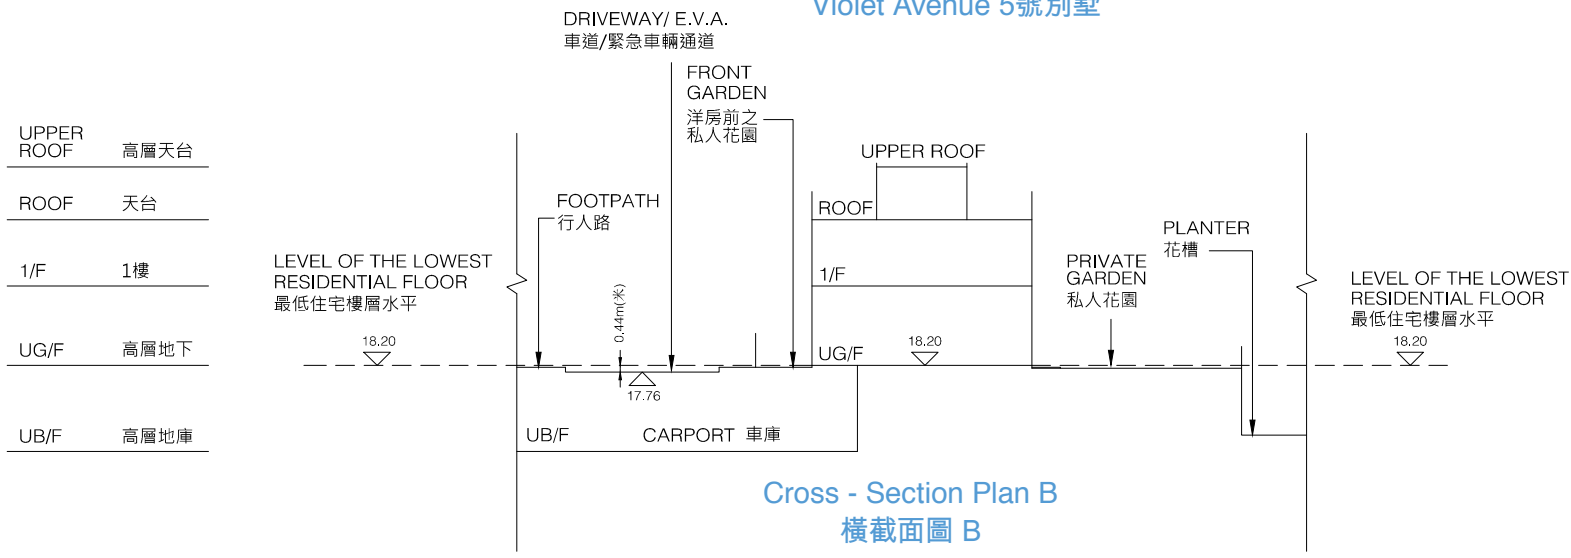 Violet Avenue 5號別墅
DRIVEWAY/ E.V.A.
車道/緊急車輛通道
FRONT
GARDEN
洋房前之
私人花園
UPPER
ROOF 高層天台
ROOF 天台
1/F 1樓
UG/F 高層地下
UB/F 高層地庫
LEVEL OF THE LOWEST
RESIDENTIAL FLOOR
最低住宅樓層水平
18.20
FOOTPATH
行人路
0.44m(米)
17.76
UPPER ROOF
ROOF
1/F
UG/F
18.20
UB/F CARPORT 車庫
PRIVATE
GARDEN
私人花園
PLANTER
花槽
LEVEL OF THE LOWEST
RESIDENTIAL FLOOR
最低住宅樓層水平
18.20
Cross - Section Plan B
橫截面圖 B